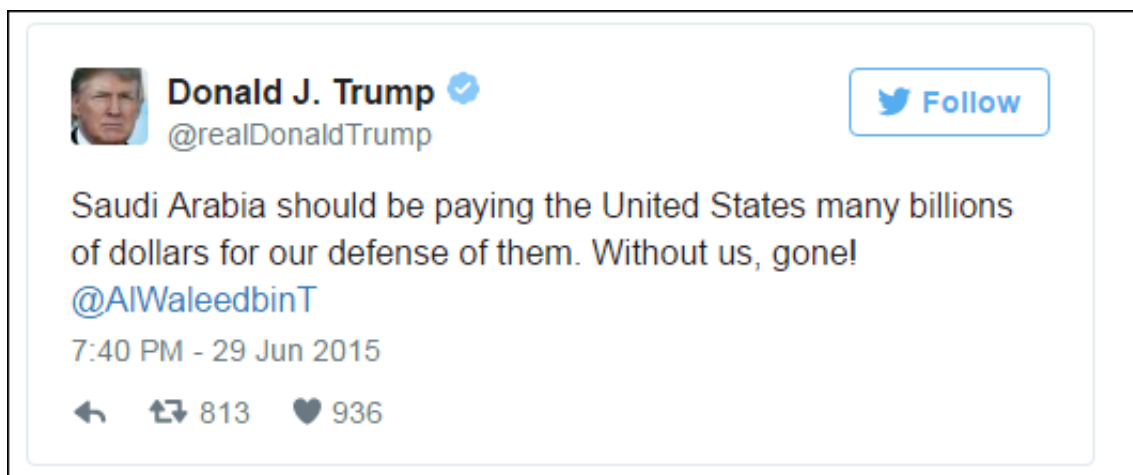 Donald J. Trump
Follow
@realDonaldTrump
Saudi Arabia should be paying the United States many billions
of dollars for our defense of them. Without us, gone!
@AlWaleedbinT
7:40 PM - 29 Jun 2015
813 936